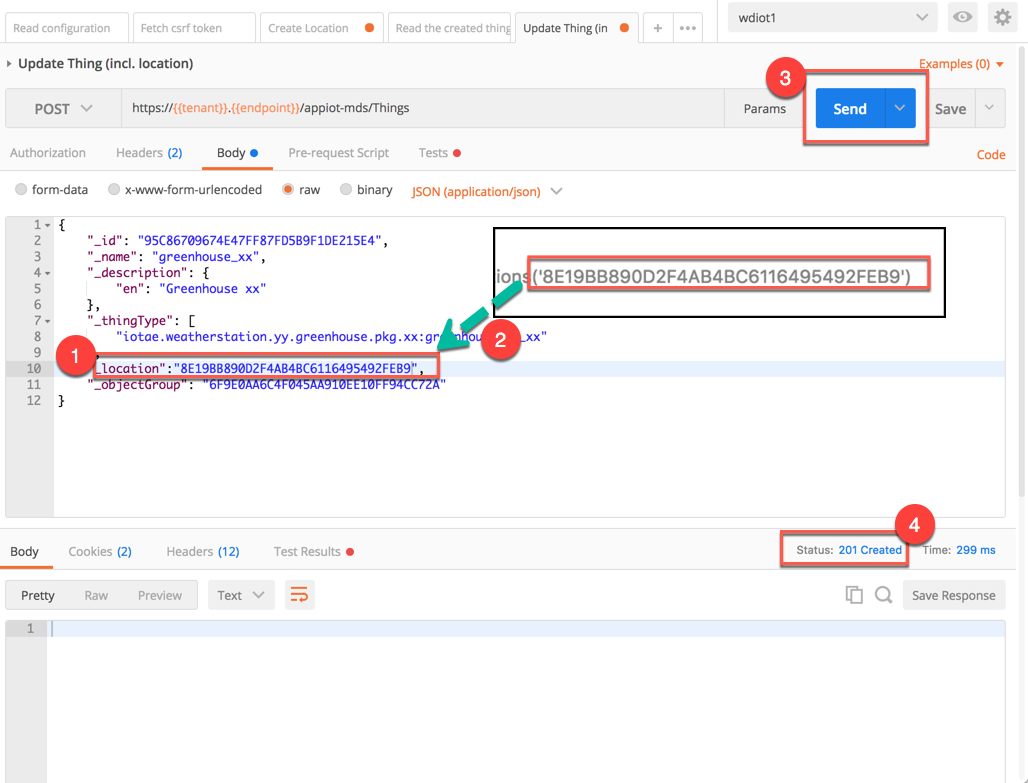 Read configuration Fetch csrf token Create Location Read the created thing Update Thing (in + ••• wdiot1
Update Thing (incl. location) Examples (0)
3
POST https://{{tenant}}.{{endpoint}}/appiot-mds/Things Params Send Save
Authorization Headers (2) Body Pre-request Script Tests Code
form-data x-www-form-urlencoded raw binary JSON (application/json)
1 {
2 "_id": "95C86709674E47FF87FD5B9F1DE215E4",
3 "_name": "greenhouse_xx",
4 "_description": {
5 "en": "Greenhouse xx"
ions('8E19BB890D2F4AB4BC6116495492FEB9')
6 },
7 "_thingType": [
8 "iotae.weatherstation.yy.greenhouse.pkg.xx:greenhou _xx"
2
9 ,
1
10 _location":"8E19BB890D2F4AB4BC6116495492FEB9",
11 "_objectGroup": "6F9E0AA6C4F045AA910EE10FF94CC72A"
12 }
4
Body Cookies (2) Headers (12) Test Results Status: 201 Created Time: 299 ms
Pretty Raw Preview Text Save Response
1